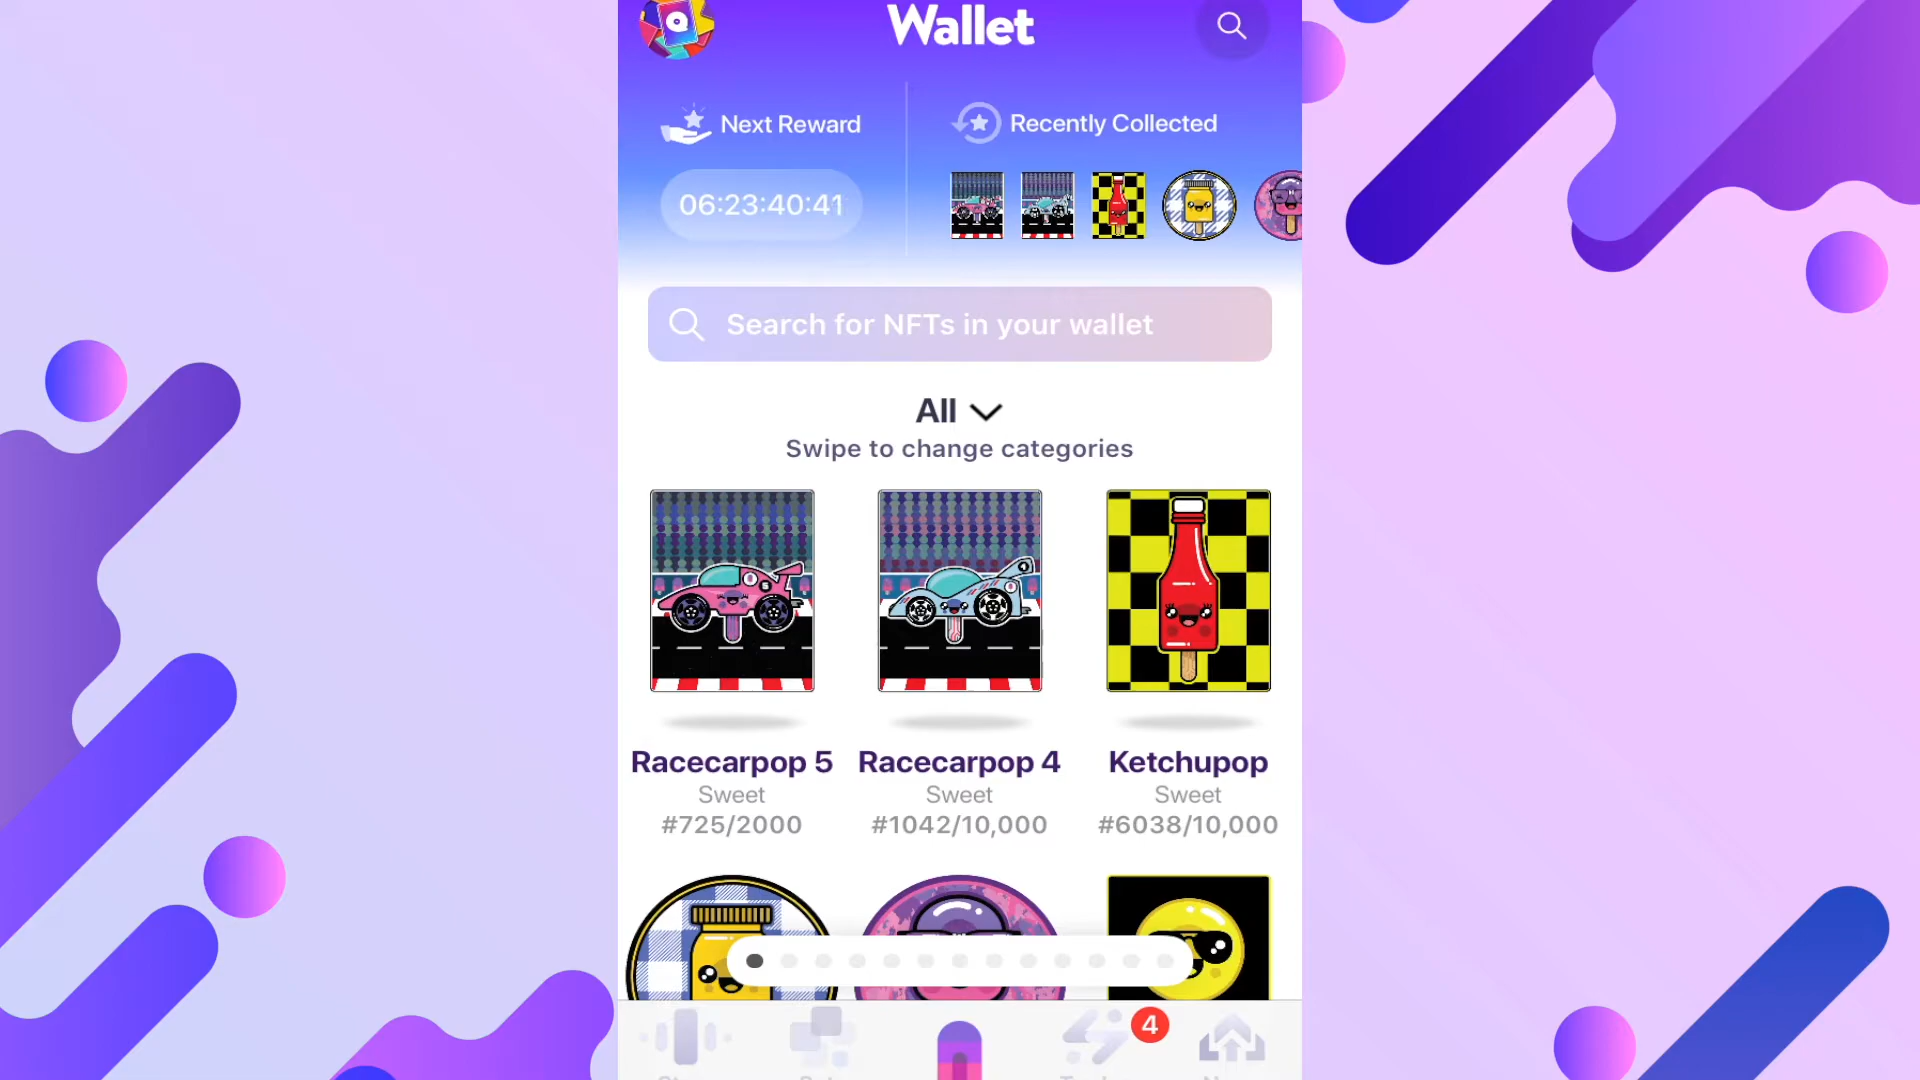 Wallet
Next Reward
Recently Collected
06:23:40:41
Search for NFTs in your wallet
All
Swipe to change categories
Racecarpop 5
Racecarpop 4
Ketchupop
Sweet
Sweet
Sweet
#725/2000
#1042/10,000
#6038/10,000
4